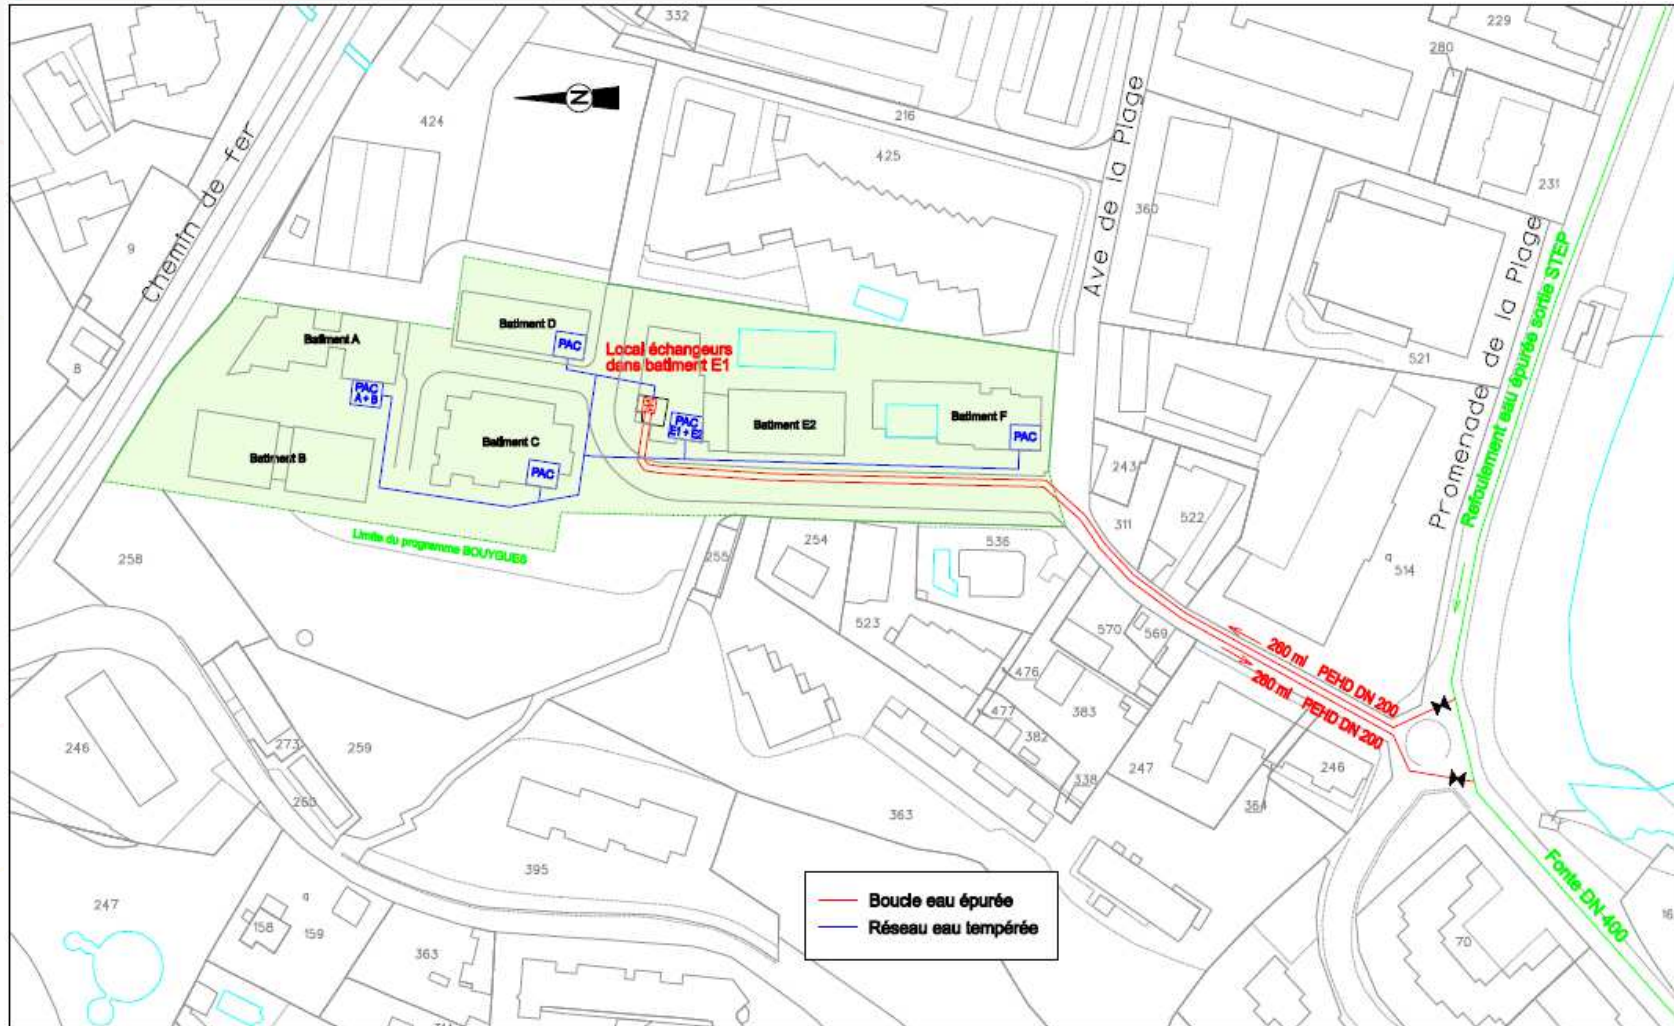 332
229
280
N
424
216
425
Ave de la Plage
Chemin de fer
9
8
360
231
521
Promenade de la Plage
Refoulement eau épurée sortie STEP
Batiment A
Batiment D
PAC
Local échangeurs
dans batiment E1
PAC
A+B
PAC
E1+E2
Batiment E2
Batiment F
PAC
Batiment C
PAC
Batiment B
Limite du programme BOUYGUES
258
255
254
536
243
311
522
q
514
523
570
569
476
477
383
382
338
247
364
246
260 ml PEHD DN 200
260 ml PEHD DN 200
246
273
259
260
363
395
Fonte DN 400
70
16
247
q
158
159
363
Boucle eau épurée
Réseau eau tempérée